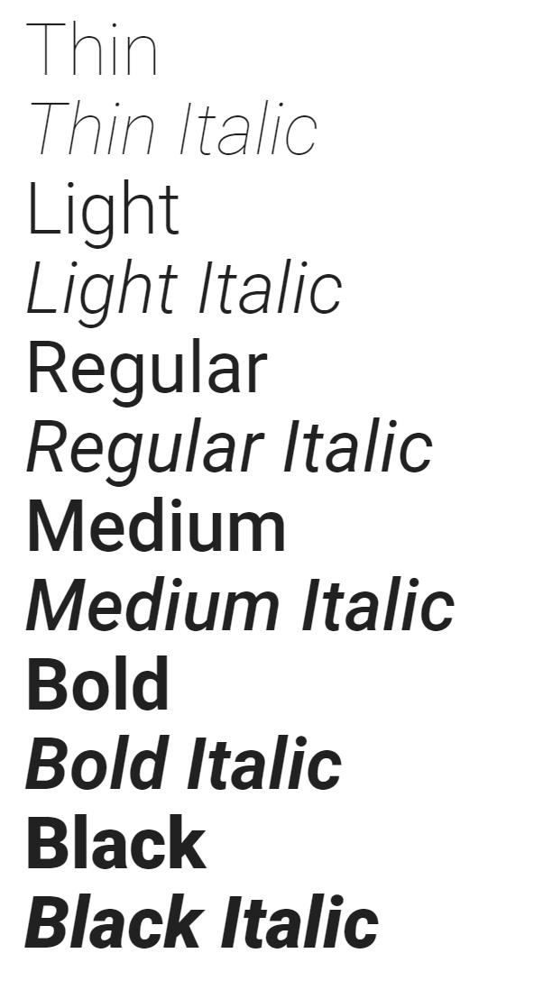 Thin
Thin Italic
Light
Light Italic
Regular
Regular Italic
Medium
Medium Italic
Bold
Bold Italic
Black
Black Italic